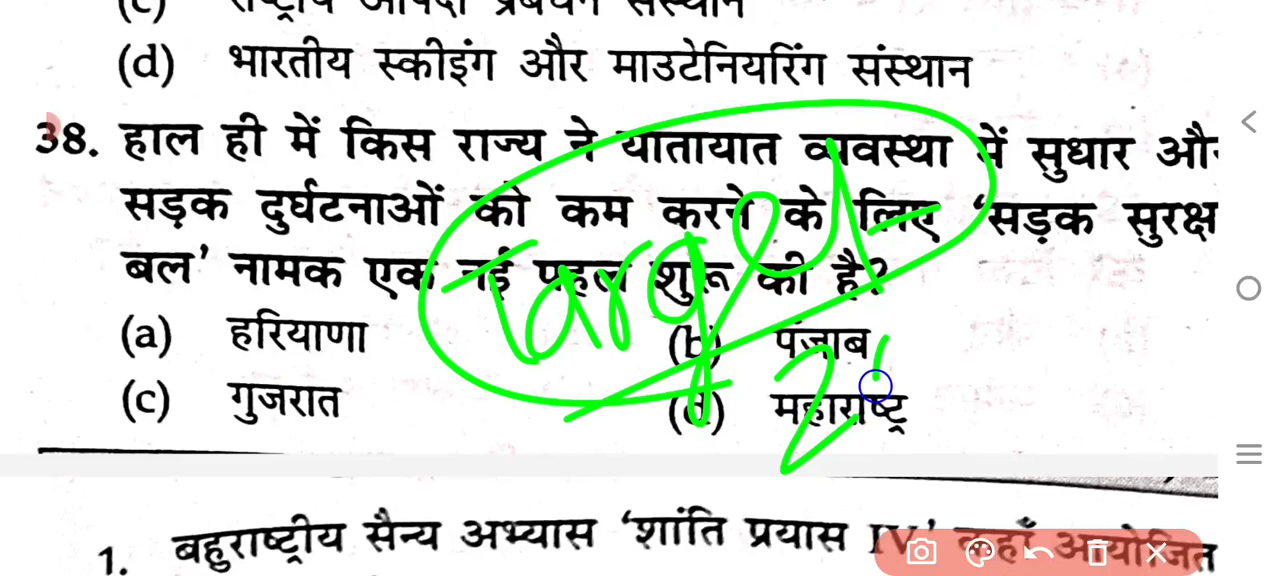 (d) भारतीय स्कीइंग और माउटेनियरिंग संस्थान
38. हाल ही में किस राज्य ने यातायात व्यवस्था में सुधार और
सड़क दुर्घटनाओं को कम करने के लिए ‘सड़क सुरक्ष
बल’ नामक एक नई पहल शुरू की है?
Target
(a) हरियाणा (b) पंजाब
(c) गुजरात (d) महाराष्ट्र
1. बहुराष्ट्रीय सैन्य अभ्यास ‘शांति प्रयास IV’ कहाँ आयोजित